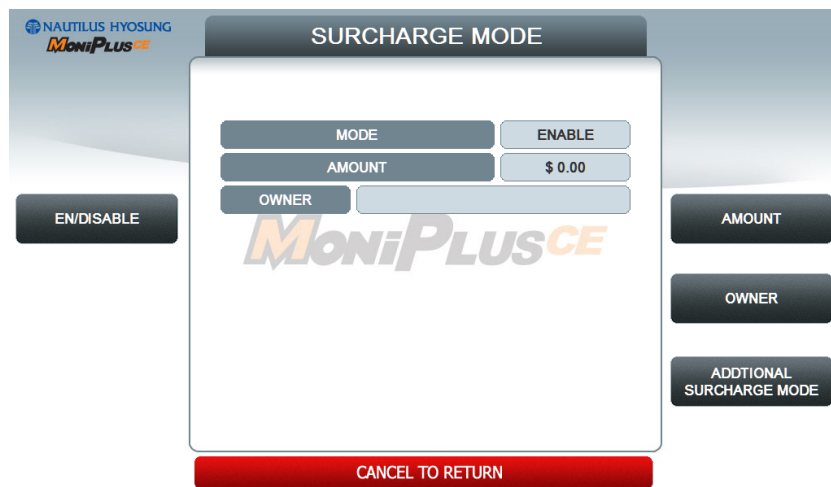 NAUTILUS HYOSUNG
MoniPlusCE
SURCHARGE MODE
MODE
ENABLE
AMOUNT
$ 0.00
OWNER
EN/DISABLE
MoniPlusCE
AMOUNT
OWNER
ADDTIONAL
SURCHARGE MODE
CANCEL TO RETURN